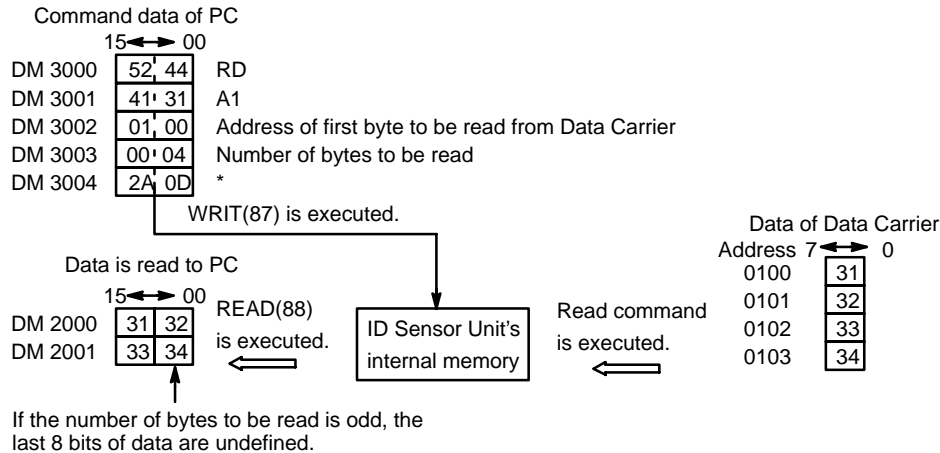 Command data of PC
15 00
DM 3000 52 44 RD
DM 3001 41 31 A1
DM 3002 01 00 Address of first byte to be read from Data Carrier
DM 3003 00 04 Number of bytes to be read
DM 3004 2A 0D *
WRIT(87) is executed.
Data is read to PC
15 00
DM 2000 31 32
DM 2001 33 34
READ(88)
is executed.
If the number of bytes to be read is odd, the
last 8 bits of data are undefined.
ID Sensor Unit's
internal memory
Read command
is executed.
Data of Data Carrier
Address 7 0
0100 31
0101 32
0102 33
0103 34